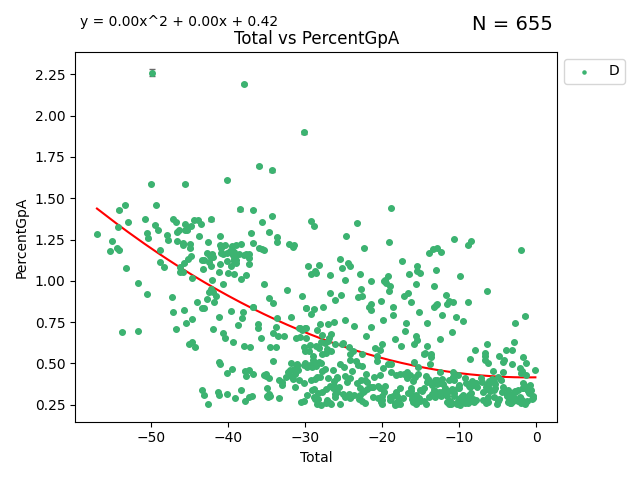 y = 0.00x^2 + 0.00x + 0.42
N = 655
Total vs PercentGpA
D
PercentGpA
2.25
2.00
1.75
1.50
1.25
1.00
0.75
0.50
0.25
−50 −40 −30 −20 −10 0
Total